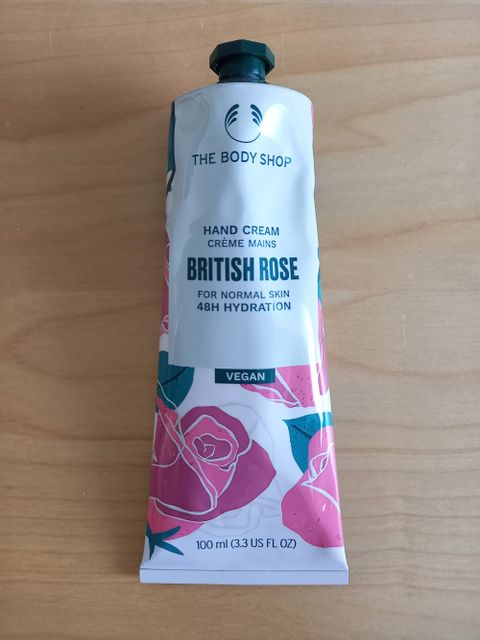 THE BODY SHOP
HAND CREAM
CRÈME MAINS
BRITISH ROSE
FOR NORMAL SKIN
48H HYDRATION
VEGAN
100 ml (3.3 US FL OZ)